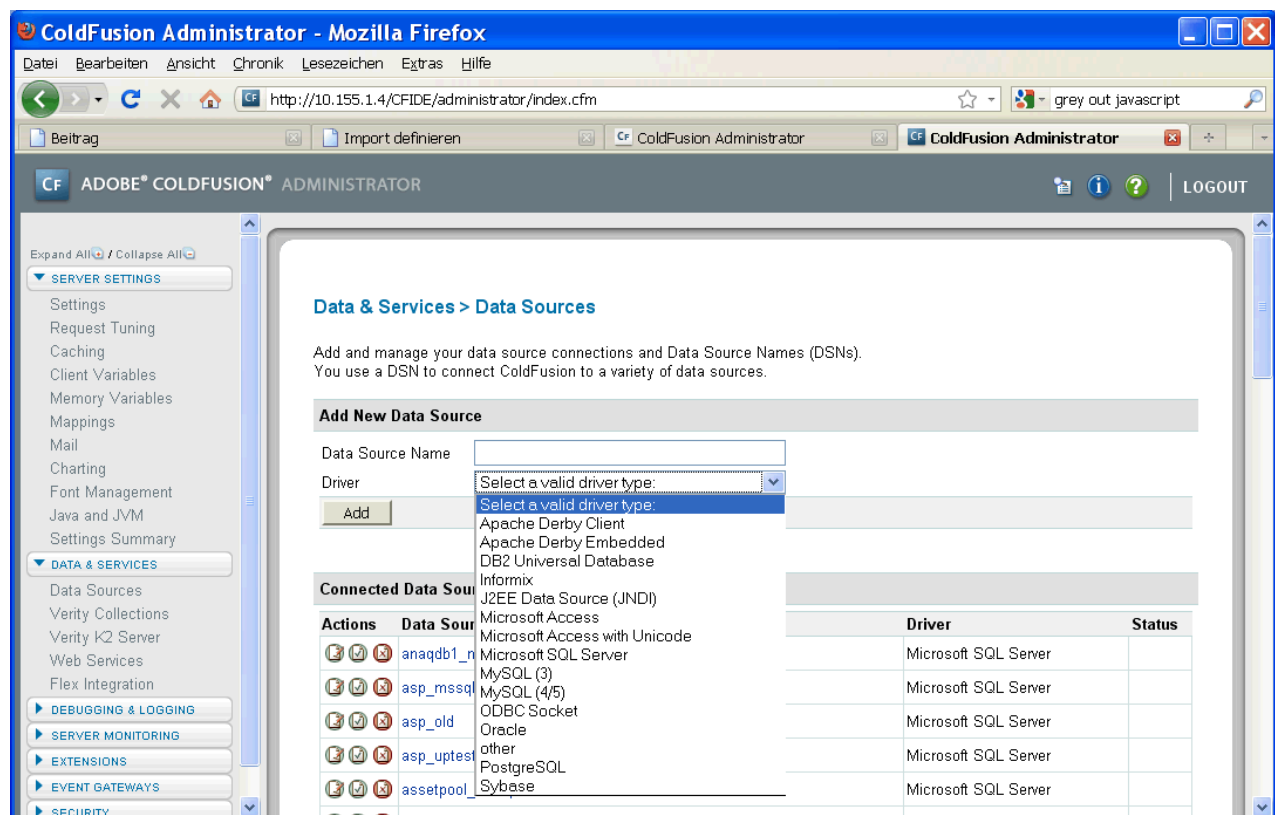 ColdFusion Administrator - Mozilla Firefox
Datei Bearbeiten Ansicht Chronik Lesezeichen Extras Hilfe
CF http://10.155.1.4/CFIDE/administrator/index.cfm grey out javascript
Beitrag Import definieren CF ColdFusion Administrator CF ColdFusion Administrator
CF ADOBE® COLDFUSION® ADMINISTRATOR LOGOUT
Expand All / Collapse All
SERVER SETTINGS
Settings
Request Tuning
Caching
Client Variables
Memory Variables
Mappings
Mail
Charting
Font Management
Java and JVM
Settings Summary
DATA & SERVICES
Data Sources
Verity Collections
Verity K2 Server
Web Services
Flex Integration
DEBUGGING & LOGGING
SERVER MONITORING
EXTENSIONS
EVENT GATEWAYS
SECURITY
Data & Services > Data Sources
Add and manage your data source connections and Data Source Names (DSNs).
You use a DSN to connect ColdFusion to a variety of data sources.
Add New Data Source
Data Source Name
Driver Select a valid driver type:
Add
Select a valid driver type:
Apache Derby Client
Apache Derby Embedded
DB2 Universal Database
Informix
J2EE Data Source (JNDI)
Microsoft Access
Microsoft Access with Unicode
Microsoft SQL Server
MySQL (3)
MySQL (4/5)
ODBC Socket
Oracle
other
PostgreSQL
Sybase
Connected Data Sou
Actions Data Sour Driver Status
anaqdb1_n Microsoft SQL Server
asp_mssql Microsoft SQL Server
asp_old Microsoft SQL Server
asp_uptest Microsoft SQL Server
assetpool_ Microsoft SQL Server